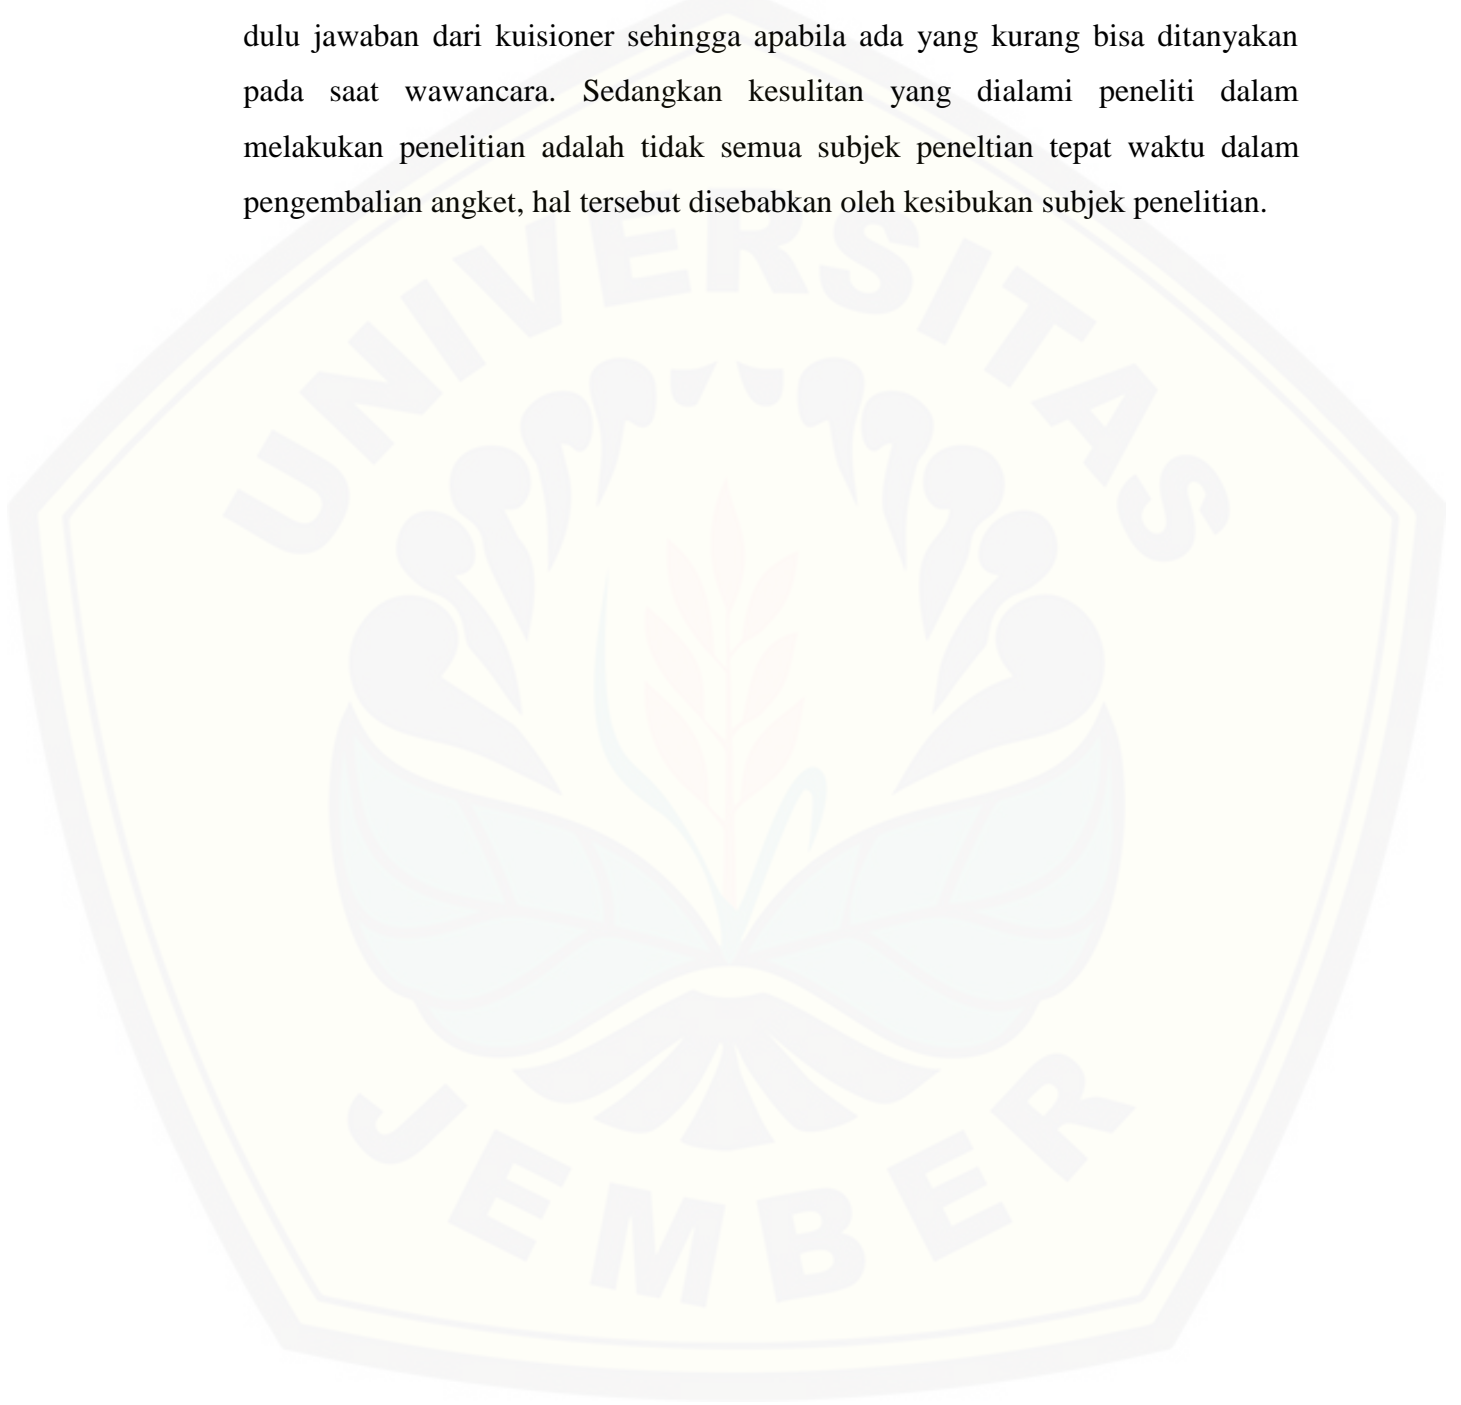 dulu jawaban dari kuisioner sehingga apabila ada yang kurang bisa ditanyakan
pada saat wawancara. Sedangkan kesulitan yang dialami peneliti dalam
melakukan penelitian adalah tidak semua subjek peneltian tepat waktu dalam
pengembalian angket, hal tersebut disebabkan oleh kesibukan subjek penelitian.
UNIVERSITAS
JEMBER